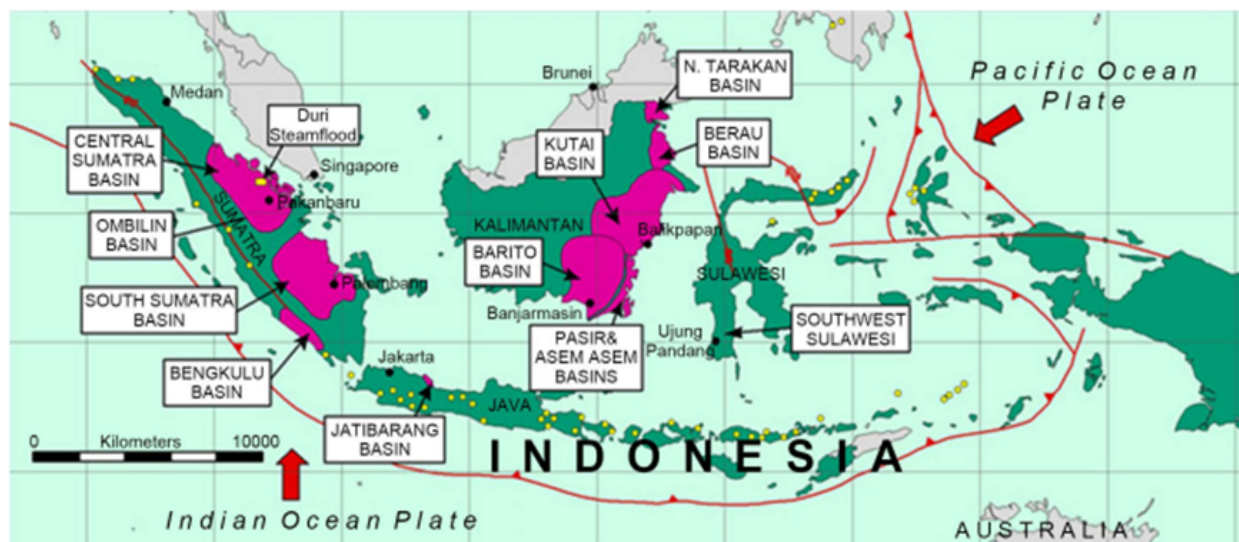 Pacific Ocean
Plate
Brunei
N. TARAKAN
BASIN
Medan
Duri
Steamflood
CENTRAL
SUMATRA
BASIN
KUTAI
BASIN
BERAU
BASIN
Singapore
Pakanbaru
SUMATRA
OMBILIN
BASIN
KALIMANTAN
Balikpapan
BARITO
BASIN
SULAWESI
Palembang
SOUTH SUMATRA
BASIN
Banjarmasin
PASIR&
ASEM ASEM
BASINS
Ujung
Pandang
SOUTHWEST
SULAWESI
BENGKULU
BASIN
Jakarta
JAVA
JATIBARANG
BASIN
0 Kilometers 10000
INDONESIA
Indian Ocean Plate
AUSTRALIA